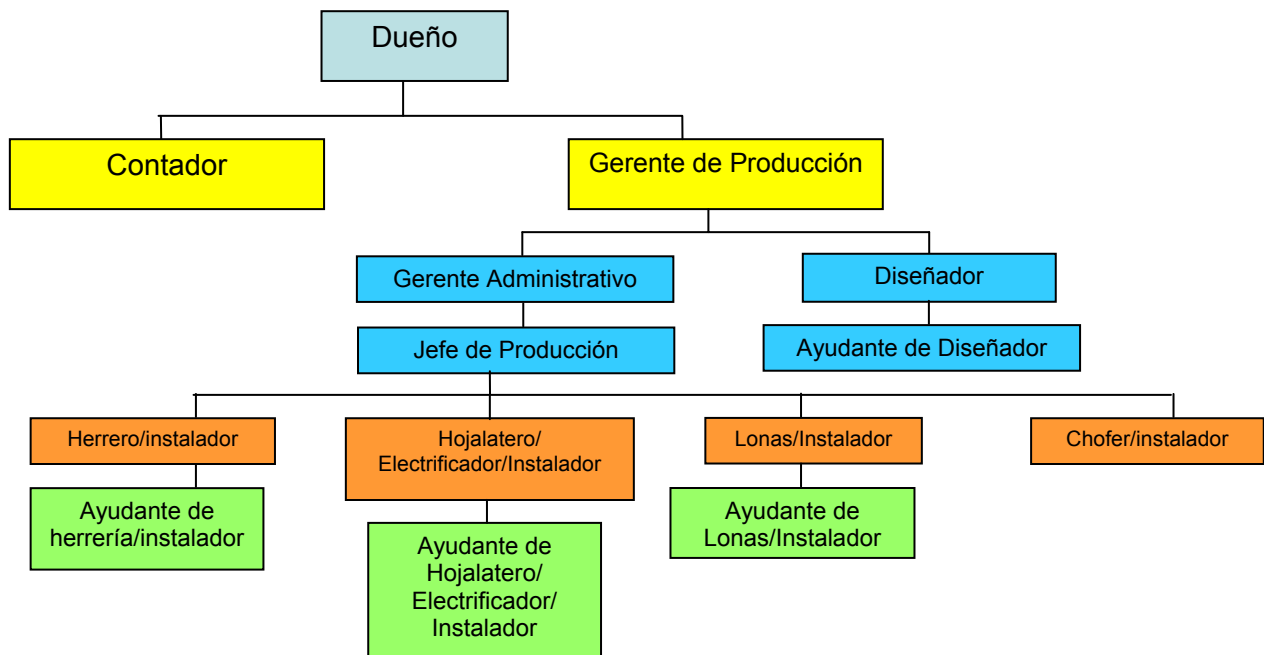 Dueño
Contador
Gerente de Producción
Gerente Administrativo
Diseñador
Jefe de Producción
Ayudante de Diseñador
Herrero/instalador
Hojalatero/
Electrificador/Instalador
Lonas/Instalador
Chofer/instalador
Ayudante de
herrería/instalador
Ayudante de
Hojalatero/
Electrificador/
Instalador
Ayudante de
Lonas/Instalador